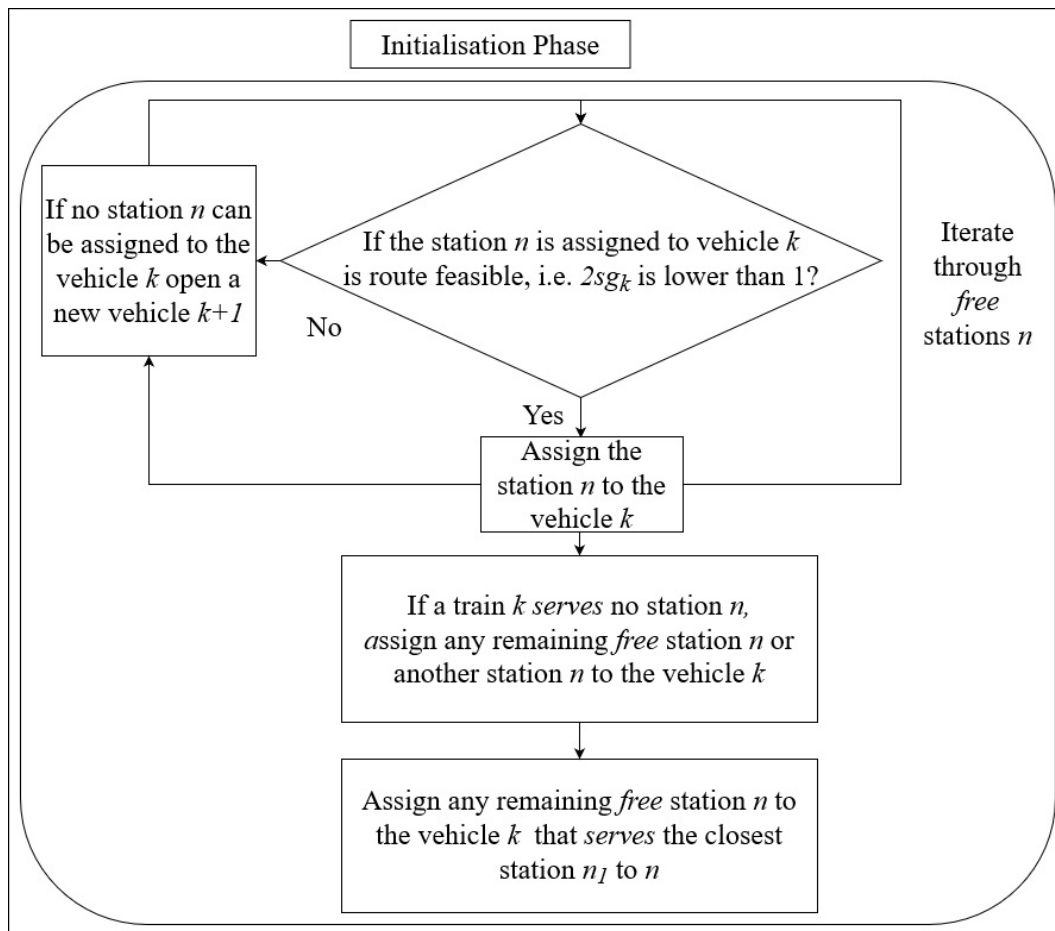 Initialisation Phase
If no station n can
be assigned to the
vehicle k open a
new vehicle k+1
If the station n is assigned to vehicle k
is route feasible, i.e. 2sgₖ is lower than 1?
Iterate
through
free
stations n
No
Yes
Assign the
station n to the
vehicle k
If a train k serves no station n,
assign any remaining free station n or
another station n to the vehicle k
Assign any remaining free station n to
the vehicle k that serves the closest
station n₁ to n